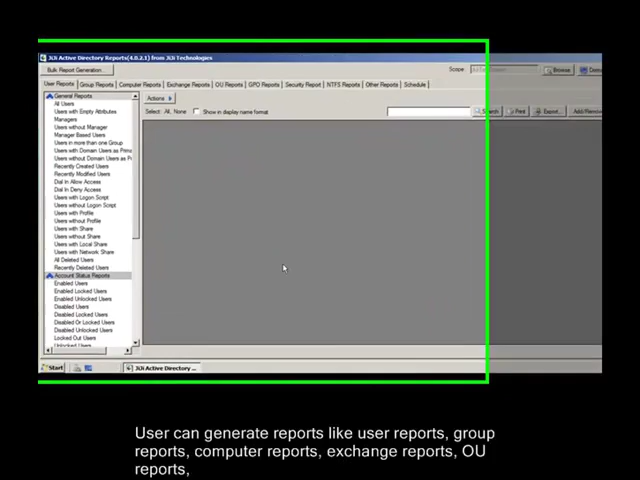 JiJi Active Directory Reports(4.0.2.1) from JiJi Technologies
Bulk Report Generation
Scope
Browse
User Reports Group Reports Computer Reports Exchange Reports OU Reports GPO Reports Security Report NTFS Reports Other Reports Schedule
General Reports
Actions
All Users
Users with Empty Attributes
Select: All, None Show in display name format
Search Print Export... Add/Remove
Managers
Users without Manager
Manager Based Users
Users in more than one Group
Users with Domain Users as Prima
Users without Domain Users as P
Recently Created Users
Recently Modified Users
Dial In Allow Access
Dial In Deny Access
Users with Logon Script
Users without Logon Script
Users with Profile
Users without Profile
Users with Share
Users without Share
Users with Local Share
Users with Network Share
All Deleted Users
Recently Deleted Users
Account Status Reports
Enabled Users
Enabled Locked Users
Enabled Unlocked Users
Disabled Users
Disabled Locked Users
Disabled Or Locked Users
Disabled Unlocked Users
Locked Out Users
Unlocked Users
Start
JiJi Active Directory ...
User can generate reports like user reports, group
reports, computer reports, exchange reports, OU
reports,